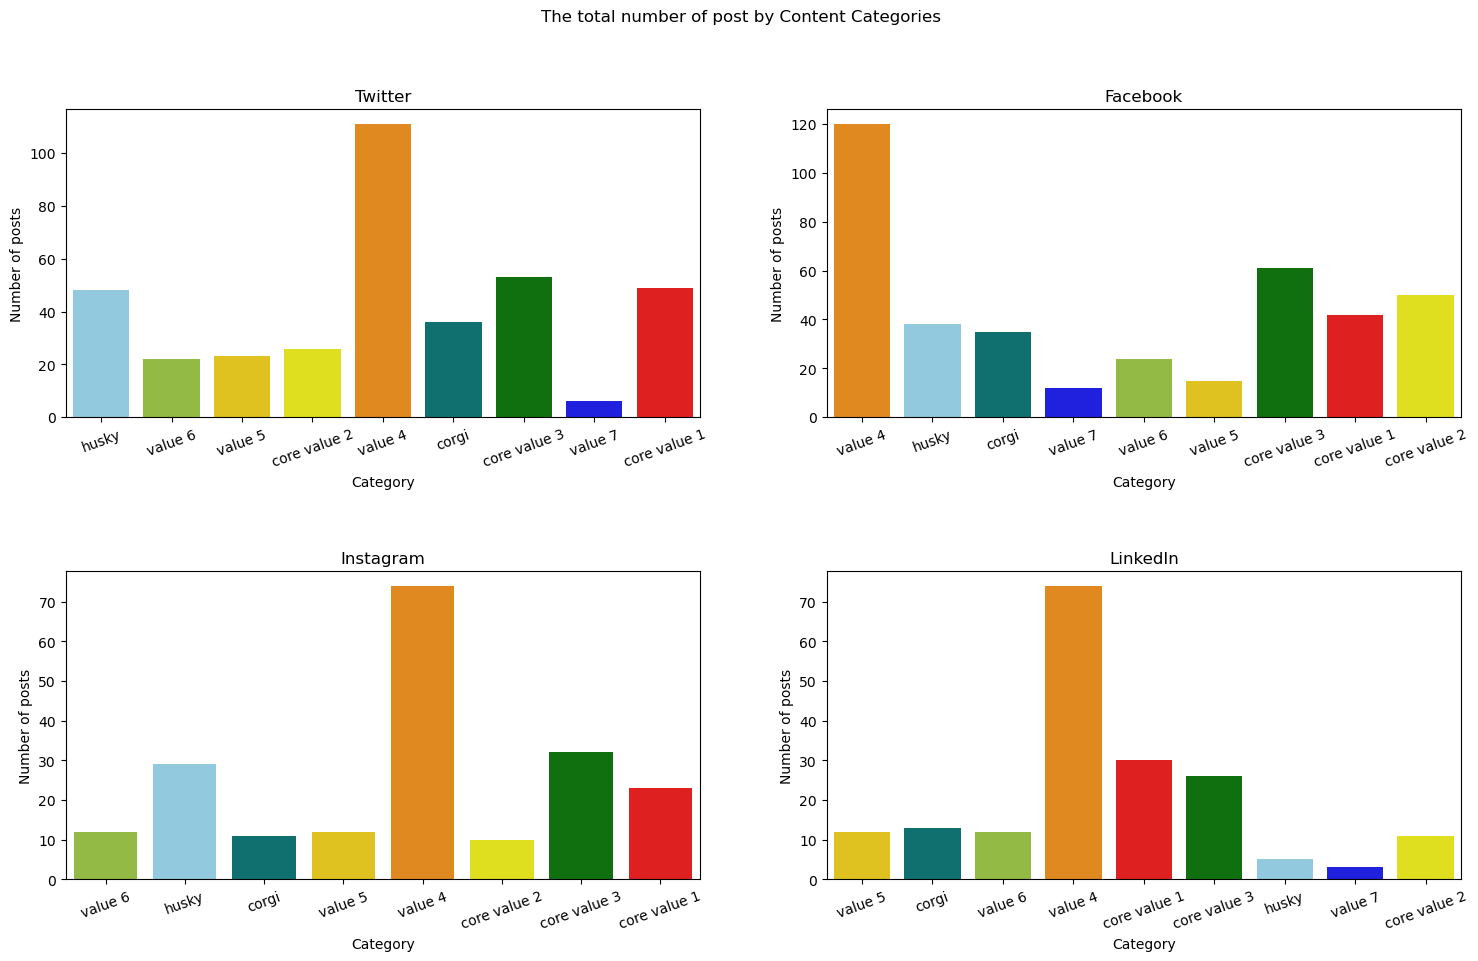 The total number of post by Content Categories
Twitter
Number of posts
100
80
60
40
20
0
husky
value 6
value 5
core value 2
value 4
corgi
core value 3
value 7
core value 1
Category
Facebook
Number of posts
120
100
80
60
40
20
0
value 4
husky
corgi
value 7
value 6
value 5
core value 3
core value 1
core value 2
Category
Instagram
Number of posts
70
60
50
40
30
20
10
0
value 6
husky
corgi
value 5
value 4
core value 2
core value 3
core value 1
Category
LinkedIn
Number of posts
70
60
50
40
30
20
10
0
value 5
corgi
value 6
value 4
core value 1
core value 3
husky
value 7
core value 2
Category